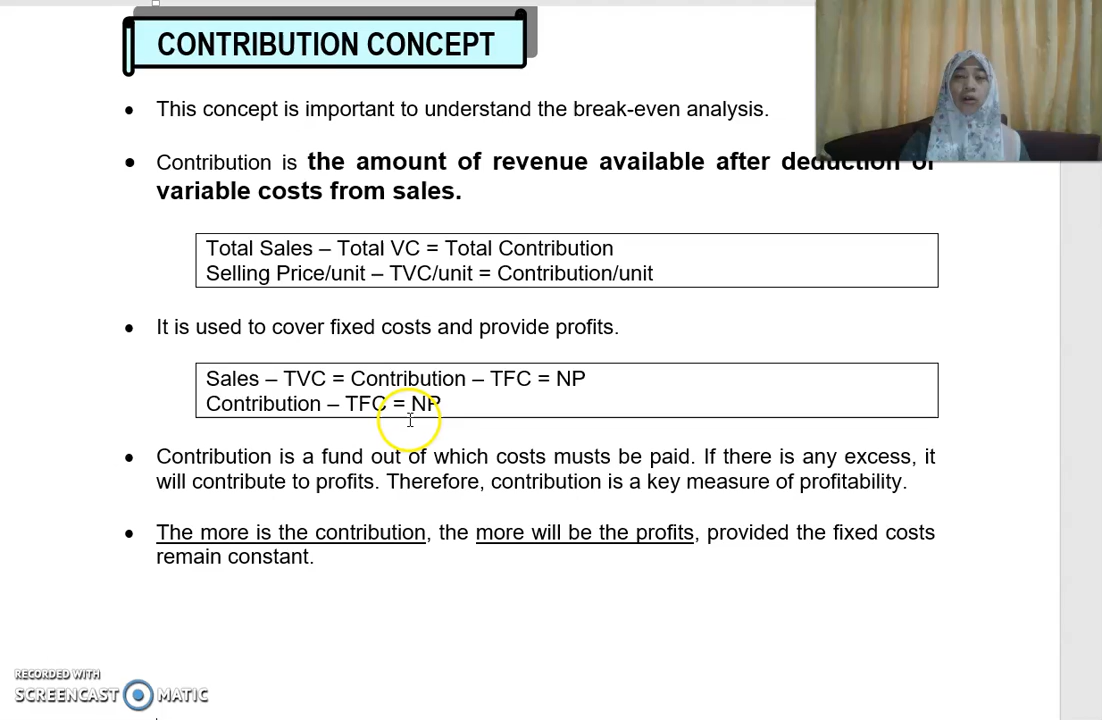 CONTRIBUTION CONCEPT
• This concept is important to understand the break-even analysis.
• Contribution is the amount of revenue available after deduction of
variable costs from sales.
Total Sales – Total VC = Total Contribution
Selling Price/unit – TVC/unit = Contribution/unit
• It is used to cover fixed costs and provide profits.
Sales – TVC = Contribution – TFC = NP
Contribution – TFC = NP
• Contribution is a fund out of which costs musts be paid. If there is any excess, it
will contribute to profits. Therefore, contribution is a key measure of profitability.
• The more is the contribution, the more will be the profits, provided the fixed costs
remain constant.
RECORDED WITH
SCREENCAST MATIC